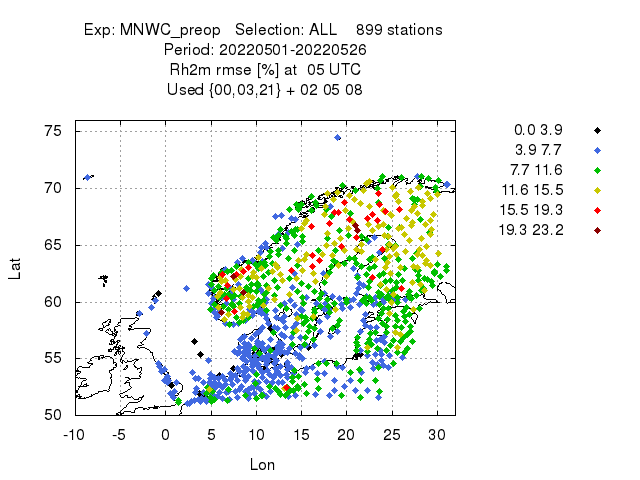 Exp: MNWC_preop   Selection: ALL    899 stations
Period: 20220501-20220526
Rh2m rmse [%] at  05 UTC
Used {00,03,21} + 02 05 08
0.0 3.9
3.9 7.7
7.7 11.6
11.6 15.5
15.5 19.3
19.3 23.2
75
70
65
60
55
50
Lat
-10 -5 0 5 10 15 20 25 30
Lon